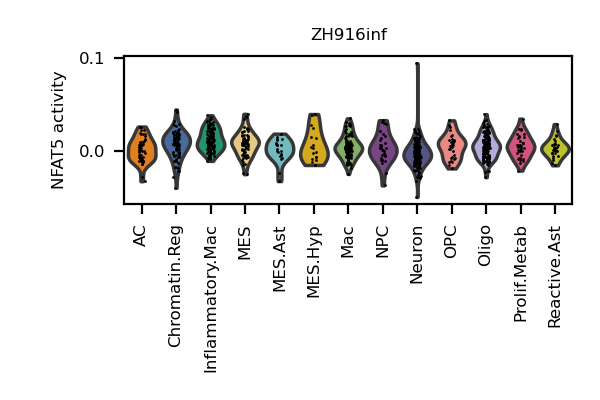 ZH916inf
NFAT5 activity
0.1
0.0
AC
Chromatin.Reg
Inflammatory.Mac
MES
MES.Ast
MES.Hyp
Mac
NPC
Neuron
OPC
Oligo
Prolif.Metab
Reactive.Ast